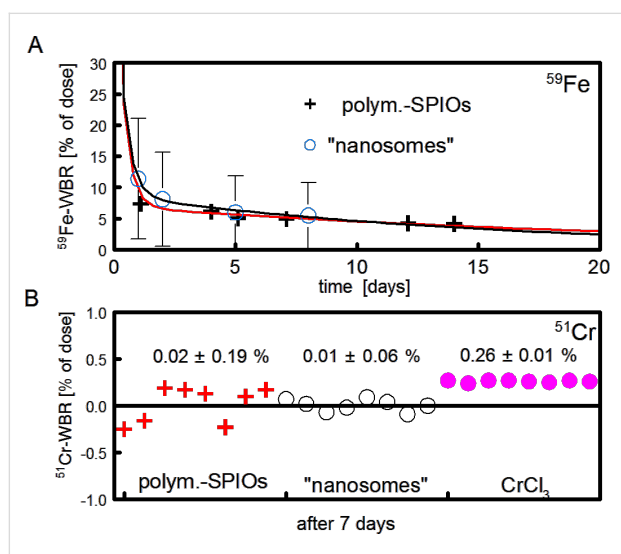 A
⁵⁹Fe-WBR [% of dose]
30
25
20
15
10
5
0
⁵⁹Fe
polym.-SPIOs
"nanosomes"
0 5 10 15 20
time [days]
B
⁵¹Cr-WBR [% of dose]
1.0
0.5
0.0
-0.5
-1.0
⁵¹Cr
0.02 ± 0.19 % 0.01 ± 0.06 % 0.26 ± 0.01 %
polym.-SPIOs "nanosomes" CrCl₃
after 7 days